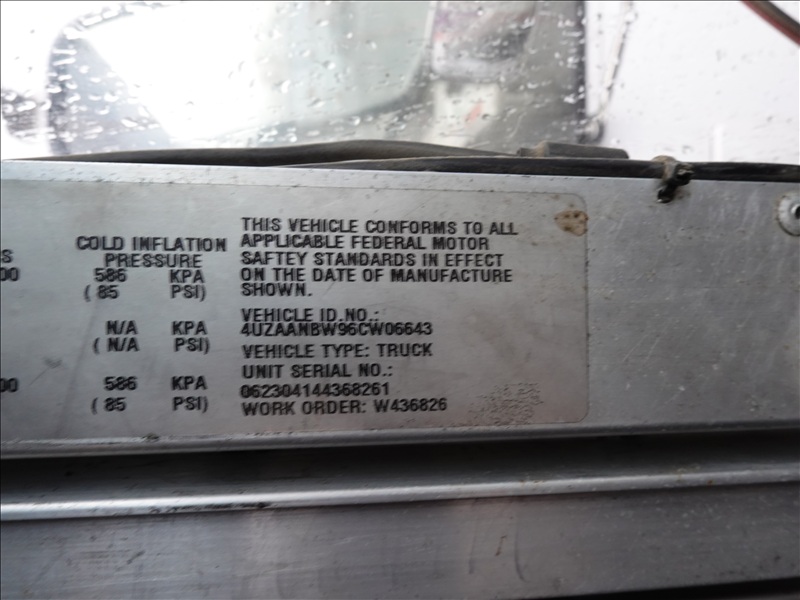 THIS VEHICLE CONFORMS TO ALL
COLD INFLATION APPLICABLE FEDERAL MOTOR
S PRESSURE SAFTEY STANDARDS IN EFFECT
00 586 KPA ON THE DATE OF MANUFACTURE
( 85 PSI) SHOWN.
VEHICLE ID.NO.:
N/A KPA 4UZAANBW96CW06643
( N/A PSI) VEHICLE TYPE: TRUCK
UNIT SERIAL NO.:
00 586 KPA 062304144368261
( 85 PSI) WORK ORDER: W436826